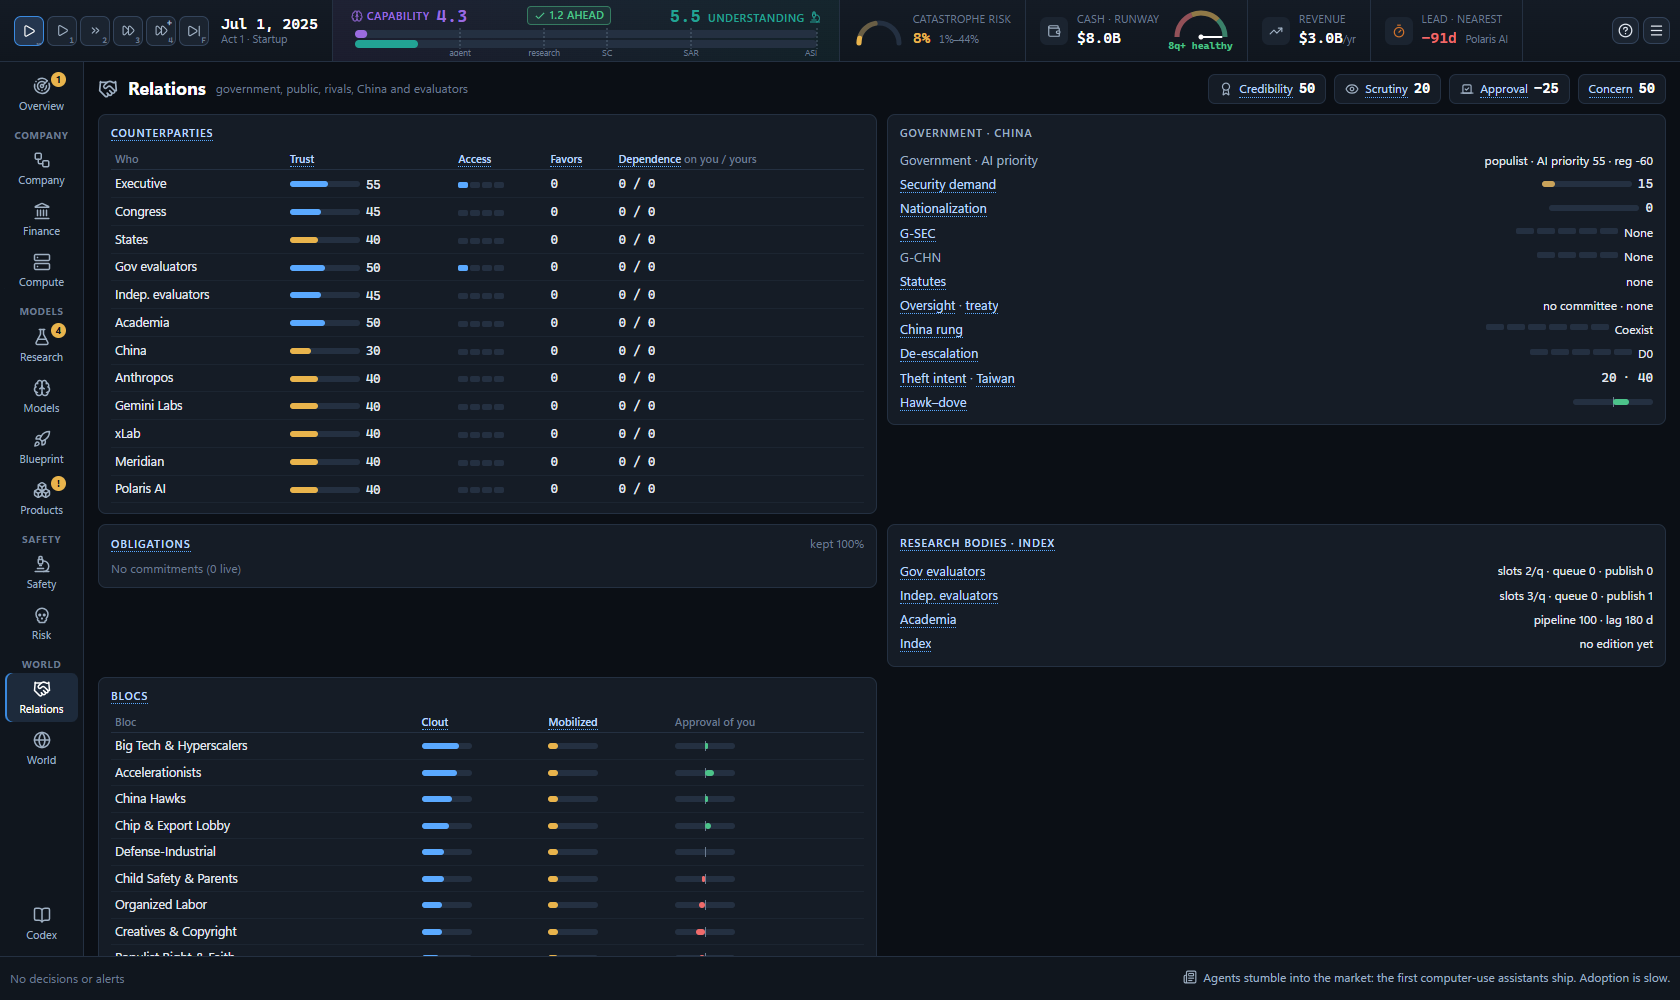 1
2
3
4
F
Jul 1, 2025
Act 1 · Startup
CAPABILITY 4.3
1.2 AHEAD
5.5 UNDERSTANDING
agent
research
SC
SAR
ASI
CATASTROPHE RISK
8% 1%–44%
CASH · RUNWAY
$8.0B
8q+ healthy
REVENUE
$3.0B/yr
LEAD · NEAREST
−91d Polaris AI
1
Overview
COMPANY
Company
Finance
Compute
MODELS
4
Research
Models
Blueprint
!
Products
SAFETY
Safety
Risk
WORLD
Relations
World
Codex
Relations government, public, rivals, China and evaluators
Credibility 50
Scrutiny 20
Approval −25
Concern 50
COUNTERPARTIES
Who Trust Access Favors Dependence on you / yours
Executive 55 0 0 / 0
Congress 45 0 0 / 0
States 40 0 0 / 0
Gov evaluators 50 0 0 / 0
Indep. evaluators 45 0 0 / 0
Academia 50 0 0 / 0
China 30 0 0 / 0
Anthropos 40 0 0 / 0
Gemini Labs 40 0 0 / 0
xLab 40 0 0 / 0
Meridian 40 0 0 / 0
Polaris AI 40 0 0 / 0
GOVERNMENT · CHINA
Government · AI priority populist · AI priority 55 · reg -60
Security demand 15
Nationalization 0
G-SEC None
G-CHN None
Statutes none
Oversight · treaty no committee · none
China rung Coexist
De-escalation D0
Theft intent · Taiwan 20 · 40
Hawk–dove
OBLIGATIONS kept 100%
No commitments (0 live)
RESEARCH BODIES · INDEX
Gov evaluators slots 2/q · queue 0 · publish 0
Indep. evaluators slots 3/q · queue 0 · publish 1
Academia pipeline 100 · lag 180 d
Index no edition yet
BLOCS
Bloc Clout Mobilized Approval of you
Big Tech & Hyperscalers
Accelerationists
China Hawks
Chip & Export Lobby
Defense-Industrial
Child Safety & Parents
Organized Labor
Creatives & Copyright
Populist Right & Faith
No decisions or alerts
Agents stumble into the market: the first computer-use assistants ship. Adoption is slow.